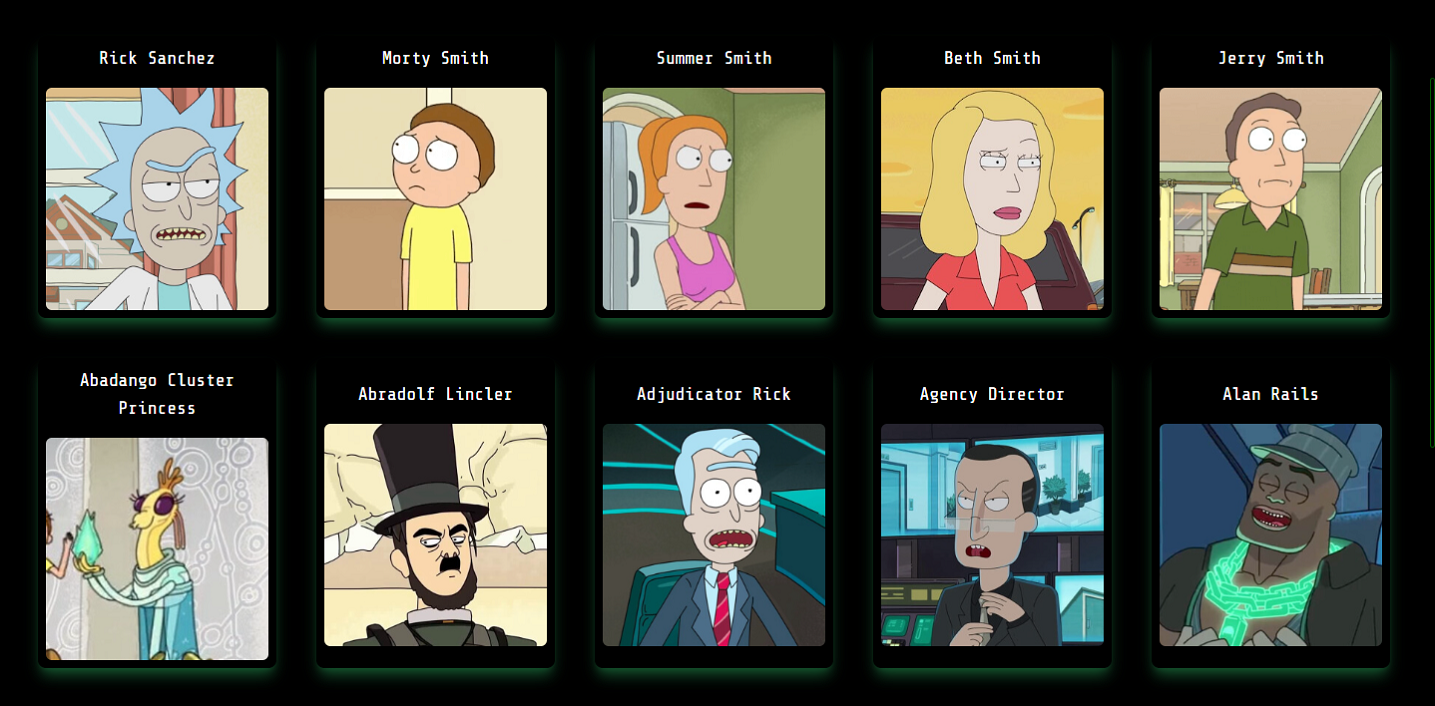 Rick Sanchez
Morty Smith
Summer Smith
Beth Smith
Jerry Smith
Abadango Cluster
Princess
Abradolf Lincler
Adjudicator Rick
Agency Director
Alan Rails